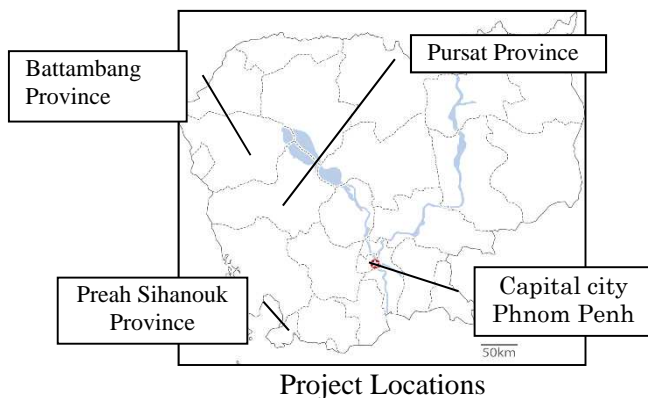 Pursat Province
Battambang
Province
Preah Sihanouk
Province
Capital city
Phnom Penh
50km
Project Locations